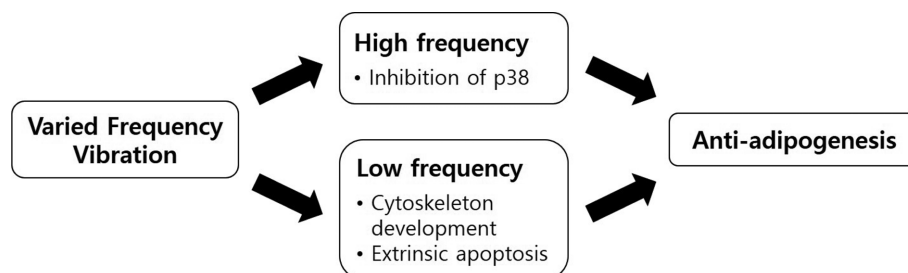 Varied Frequency
Vibration
High frequency
• Inhibition of p38
Low frequency
• Cytoskeleton
development
• Extrinsic apoptosis
Anti-adipogenesis